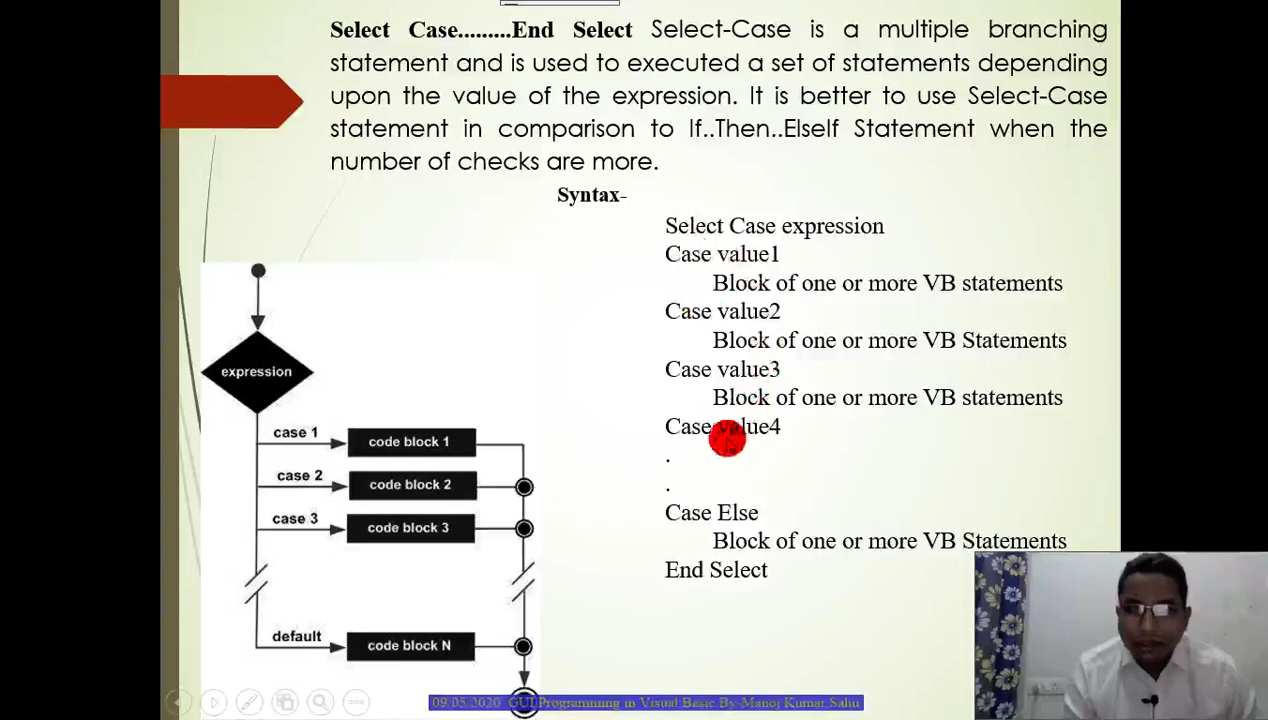 Select Case.........End Select Select-Case is a multiple branching
statement and is used to executed a set of statements depending
upon the value of the expression. It is better to use Select-Case
statement in comparison to If..Then..ElseIf Statement when the
number of checks are more.
Syntax-
Select Case expression
Case value1
Block of one or more VB statements
Case value2
Block of one or more VB Statements
Case value3
Block of one or more VB statements
Case value4
.
.
Case Else
Block of one or more VB Statements
End Select
expression
case 1
code block 1
case 2
code block 2
case 3
code block 3
default
code block N
09/05/2020 GUI Programming in Visual Basic By-Manoj Kumar Sahu